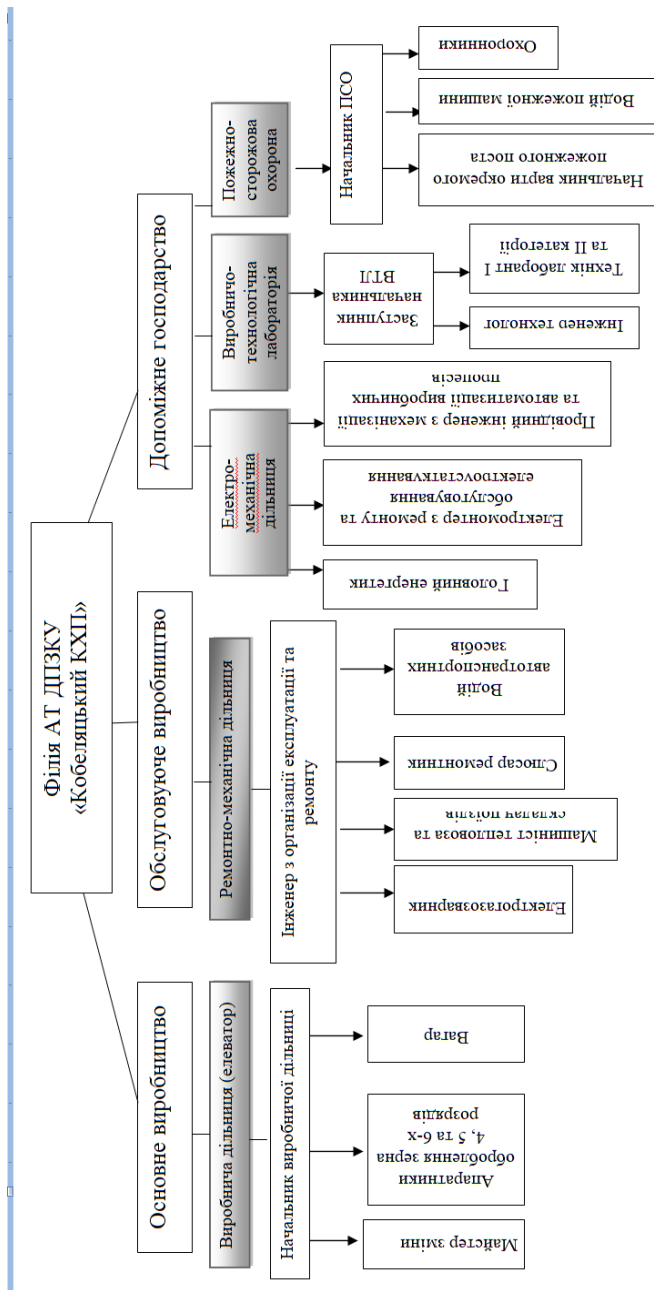 Філія АТ ДПЗКУ
«Кобеляцький КХП»
Основне виробництво
Обслуговуюче виробництво
Допоміжне господарство
Виробнича дільниця (елеватор)
Ремонтно-механічна дільниця
Електро-
механічна
дільниця
Виробничо-
технологічна
лабораторія
Пожежно-
сторожова
охорона
Начальник виробничої дільниці
Інженер з організації експлуатації та
ремонту
Заступник
начальника
ВТЛ
Начальник ПСО
Майстер зміни
Апаратники
оброблення зерна
4, 5 та 6-х
розрядів
Вагар
Електрогазозварник
Машиніст тепловоза та
складач поїздів
Слюсар ремонтник
Водій
автотранспортних
засобів
Головний енергетик
Електромонтер з ремонту та
обслуговування
електроустаткування
Провідний інженер з механізації
та автоматизації виробничих
процесів
Інженер технолог
Технік лаборант І
та ІІ категорії
Начальник варти окремого
пожежного поста
Водій пожежної машини
Охоронники